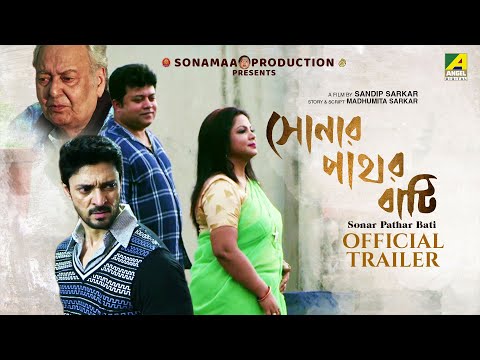 SONAMAA PRODUCTION
PRESENTS
ANGEL
DIGITAL
A FILM BY SANDIP SARKAR
STORY & SCRIPT MADHUMITA SARKAR
সোনার
পাথর
বাটি
Sonar Pathar Bati
OFFICIAL
TRAILER